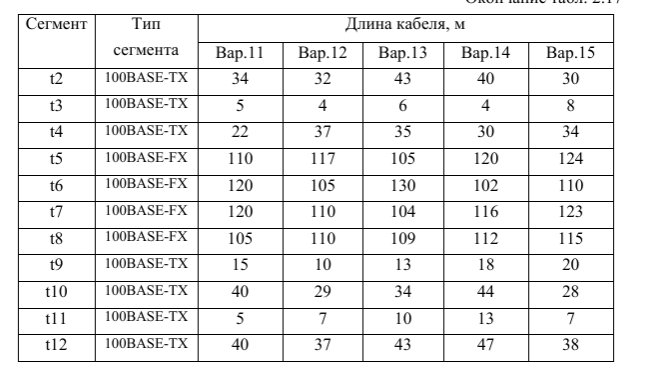 Окончание табл. 2.17
Сегмент Тип сегмента Длина кабеля, м
Вар.11 Вар.12 Вар.13 Вар.14 Вар.15
t2 100BASE-TX 34 32 43 40 30
t3 100BASE-TX 5 4 6 4 8
t4 100BASE-TX 22 37 35 30 34
t5 100BASE-FX 110 117 105 120 124
t6 100BASE-FX 120 105 130 102 110
t7 100BASE-FX 120 110 104 116 123
t8 100BASE-FX 105 110 109 112 115
t9 100BASE-TX 15 10 13 18 20
t10 100BASE-TX 40 29 34 44 28
t11 100BASE-TX 5 7 10 13 7
t12 100BASE-TX 40 37 43 47 38